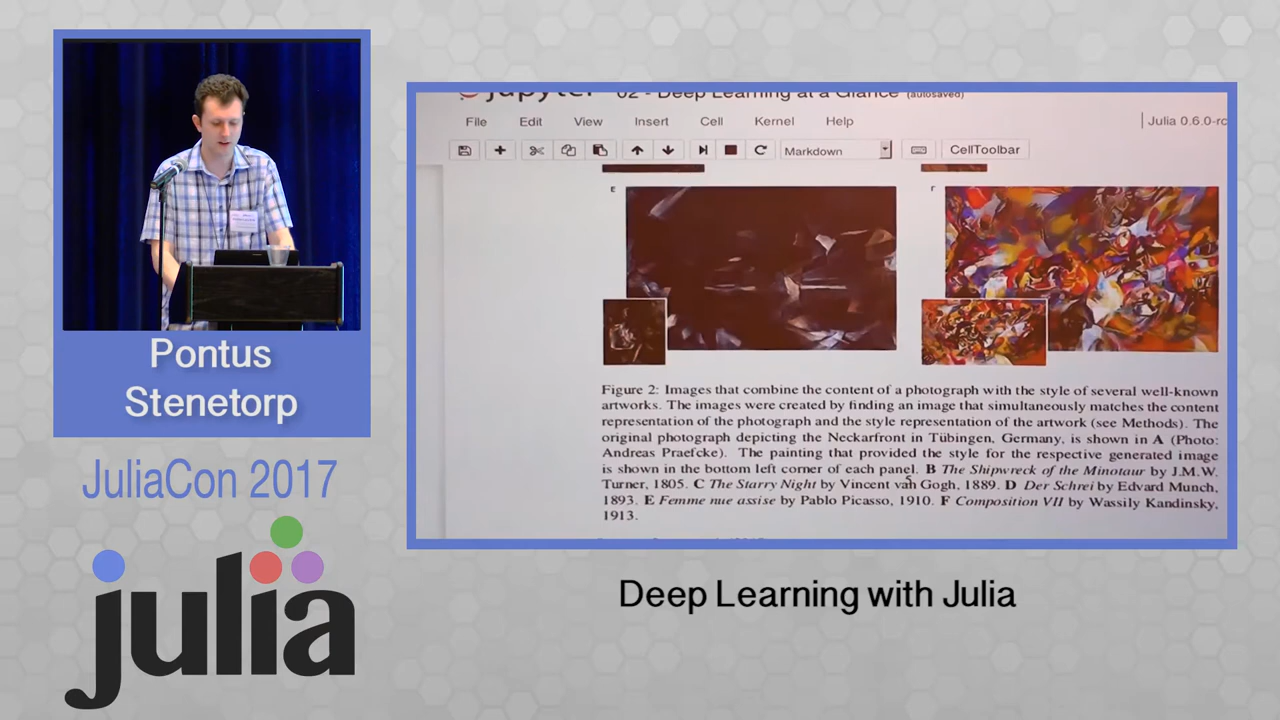 Pontus
Stenetorp
JuliaCon 2017
julia
jupyter 02 - Deep Learning at a Glance (autosaved)
File Edit View Insert Cell Kernel Help
Julia 0.6.0-rc
Markdown
CellToolbar
E
F
Figure 2: Images that combine the content of a photograph with the style of several well-known
artworks. The images were created by finding an image that simultaneously matches the content
representation of the photograph and the style representation of the artwork (see Methods). The
original photograph depicting the Neckarfront in Tübingen, Germany, is shown in A (Photo:
Andreas Praefcke). The painting that provided the style for the respective generated image
is shown in the bottom left corner of each panel. B The Shipwreck of the Minotaur by J.M.W.
Turner, 1805. C The Starry Night by Vincent van Gogh, 1889. D Der Schrei by Edvard Munch,
1893. E Femme nue assise by Pablo Picasso, 1910. F Composition VII by Wassily Kandinsky,
1913.
Deep Learning with Julia